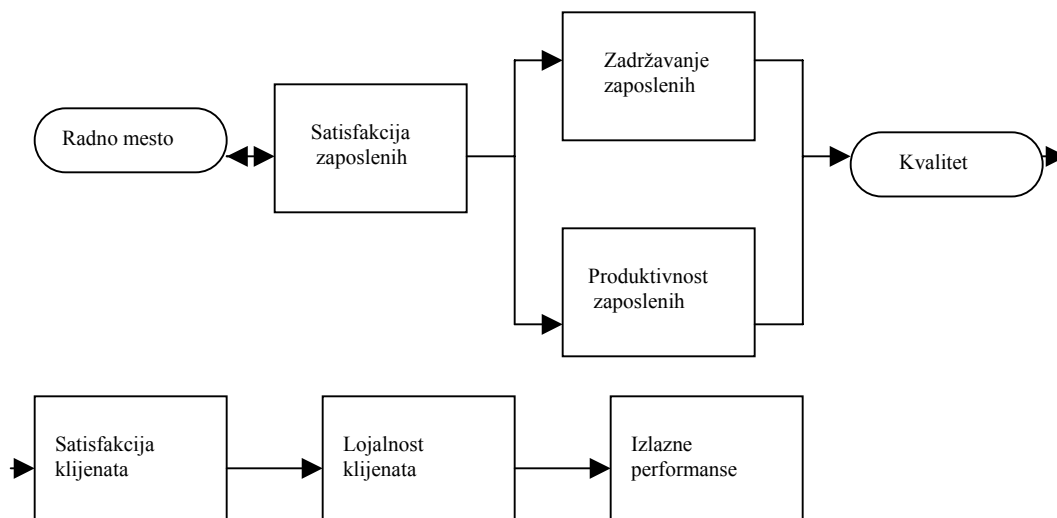 Radno mesto
Satisfakcija
zaposlenih
Zadržavanje
zaposlenih
Produktivnost
zaposlenih
Kvalitet
Satisfakcija
klijenata
Lojalnost
klijenata
Izlazne
performanse